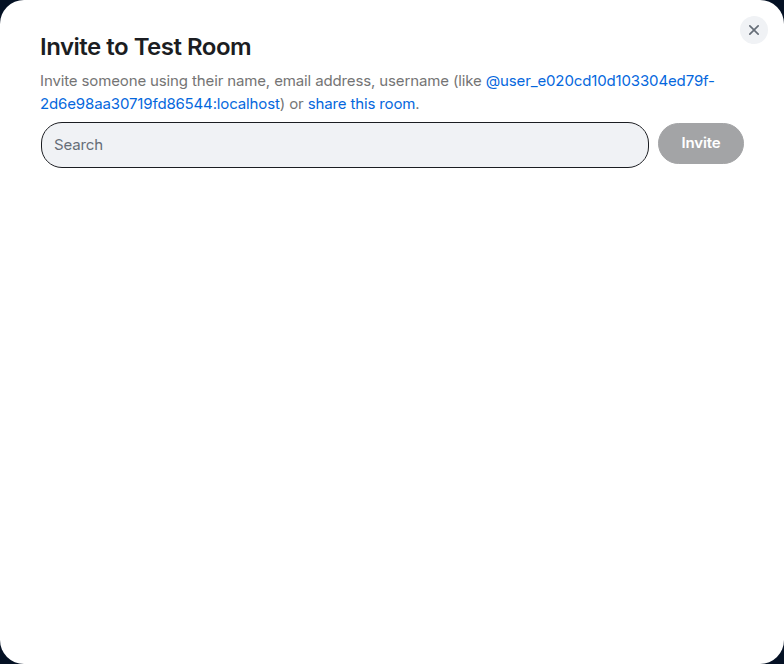 Invite to Test Room
Invite someone using their name, email address, username (like @user_e020cd10d103304ed79f-
2d6e98aa30719fd86544:localhost) or share this room.
Search
Invite